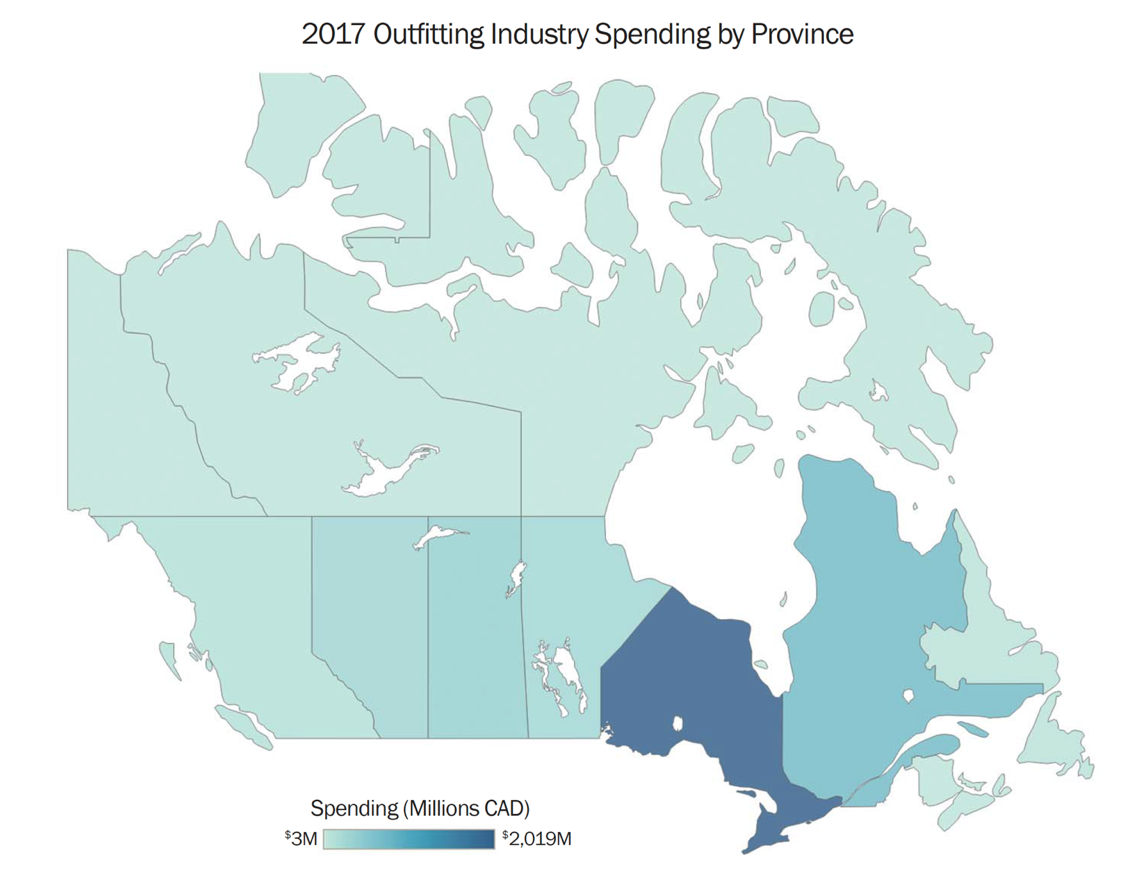 2017 Outfitting Industry Spending by Province
Spending (Millions CAD)
$3M $2,019M